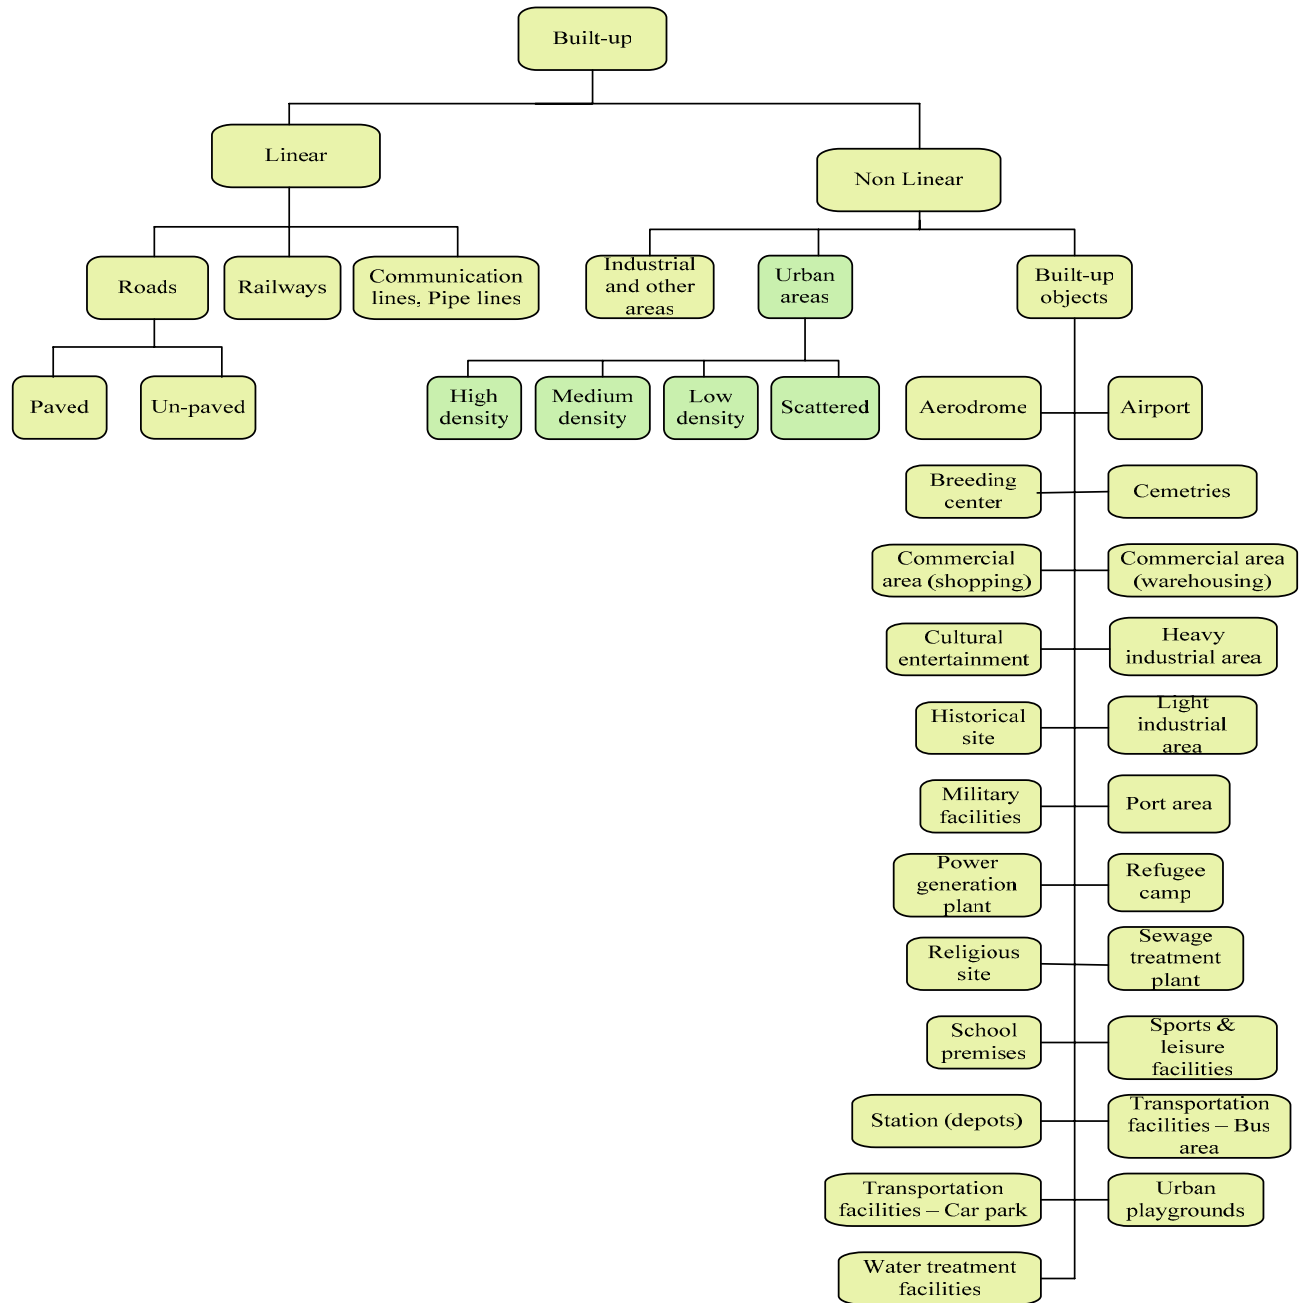 Built-up
Linear
Non Linear
Roads
Railways
Communication
lines, Pipe lines
Industrial
and other
areas
Urban
areas
Built-up
objects
Paved
Un-paved
High
density
Medium
density
Low
density
Scattered
Aerodrome
Airport
Breeding
center
Cemetries
Commercial
area (shopping)
Commercial area
(warehousing)
Cultural
entertainment
Heavy
industrial area
Historical
site
Light
industrial
area
Military
facilities
Port area
Power
generation
plant
Refugee
camp
Religious
site
Sewage
treatment
plant
School
premises
Sports &
leisure
facilities
Station (depots)
Transportation
facilities – Bus
area
Transportation
facilities – Car park
Urban
playgrounds
Water treatment
facilities